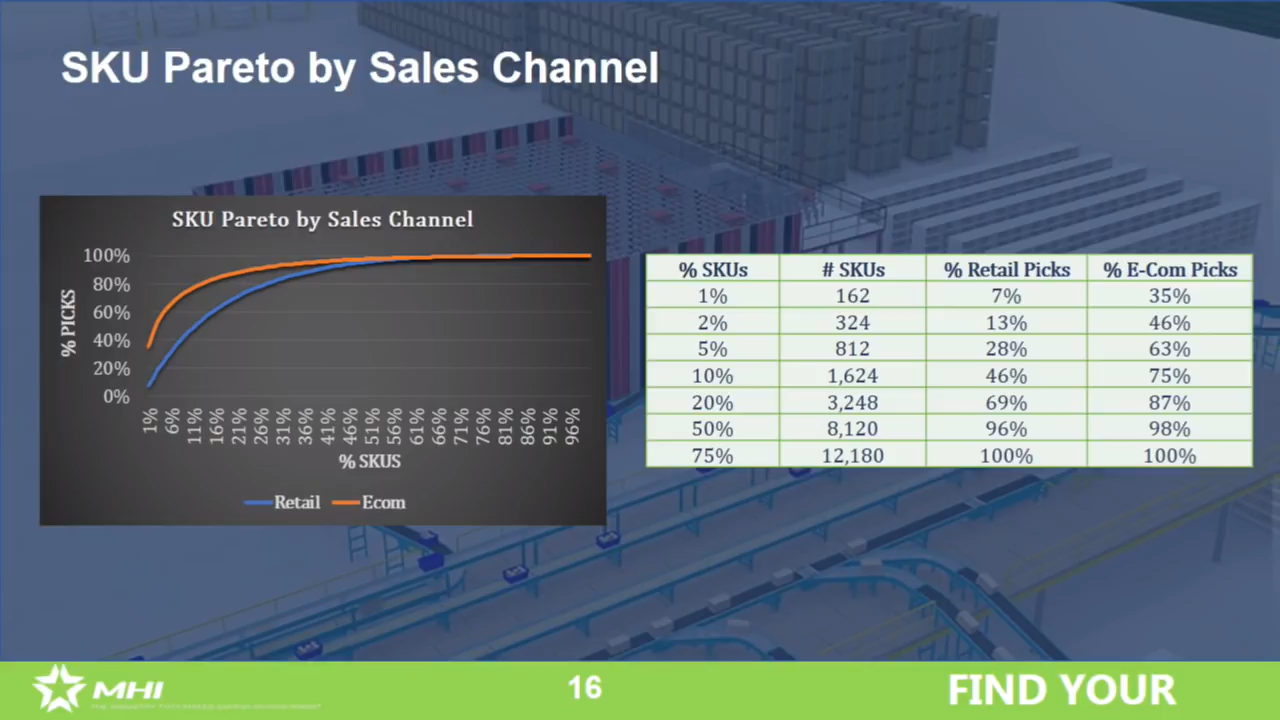 SKU Pareto by Sales Channel
SKU Pareto by Sales Channel
100%
80%
60%
40%
20%
0%
% PICKS
1% 6% 11% 16% 21% 26% 31% 36% 41% 46% 51% 56% 61% 66% 71% 76% 81% 86% 91% 96%
% SKUS
Retail Ecom
% SKUs # SKUs % Retail Picks % E-Com Picks
1% 162 7% 35%
2% 324 13% 46%
5% 812 28% 63%
10% 1,624 46% 75%
20% 3,248 69% 87%
50% 8,120 96% 98%
75% 12,180 100% 100%
MHI
16
FIND YOUR